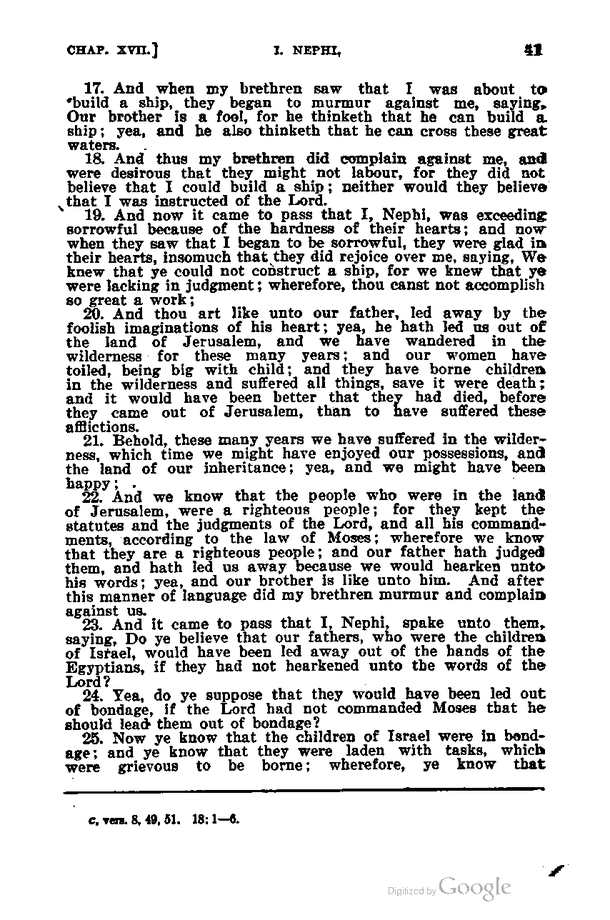 CHAP. XVII.] I. NEPHI, 41
17. And when my brethren saw that I was about to
ᶜbuild a ship, they began to murmur against me, saying,
Our brother is a fool, for he thinketh that he can build a
ship; yea, and he also thinketh that he can cross these great
waters.
18. And thus my brethren did complain against me, and
were desirous that they might not labour, for they did not
believe that I could build a ship; neither would they believe
that I was instructed of the Lord.
19. And now it came to pass that I, Nephi, was exceeding
sorrowful because of the hardness of their hearts; and now
when they saw that I began to be sorrowful, they were glad in
their hearts, insomuch that they did rejoice over me, saying, We
knew that ye could not construct a ship, for we knew that ye
were lacking in judgment; wherefore, thou canst not accomplish
so great a work;
20. And thou art like unto our father, led away by the
foolish imaginations of his heart; yea, he hath led us out of
the land of Jerusalem, and we have wandered in the
wilderness for these many years; and our women have
toiled, being big with child; and they have borne children
in the wilderness and suffered all things, save it were death;
and it would have been better that they had died, before
they came out of Jerusalem, than to have suffered these
afflictions.
21. Behold, these many years we have suffered in the wilder-
ness, which time we might have enjoyed our possessions, and
the land of our inheritance; yea, and we might have been
happy;
22. And we know that the people who were in the land
of Jerusalem, were a righteous people; for they kept the
statutes and the judgments of the Lord, and all his command-
ments, according to the law of Moses; wherefore we know
that they are a righteous people; and our father hath judged
them, and hath led us away because we would hearken unto
his words; yea, and our brother is like unto him. And after
this manner of language did my brethren murmur and complain
against us.
23. And it came to pass that I, Nephi, spake unto them,
saying, Do ye believe that our fathers, who were the children
of Israel, would have been led away out of the hands of the
Egyptians, if they had not hearkened unto the words of the
Lord?
24. Yea, do ye suppose that they would have been led out
of bondage, if the Lord had not commanded Moses that he
should lead them out of bondage?
25. Now ye know that the children of Israel were in bond-
age; and ye know that they were laden with tasks, which
were grievous to be borne; wherefore, ye know that
c, vers. 8, 49, 51. 18: 1—6.
Digitized by Google